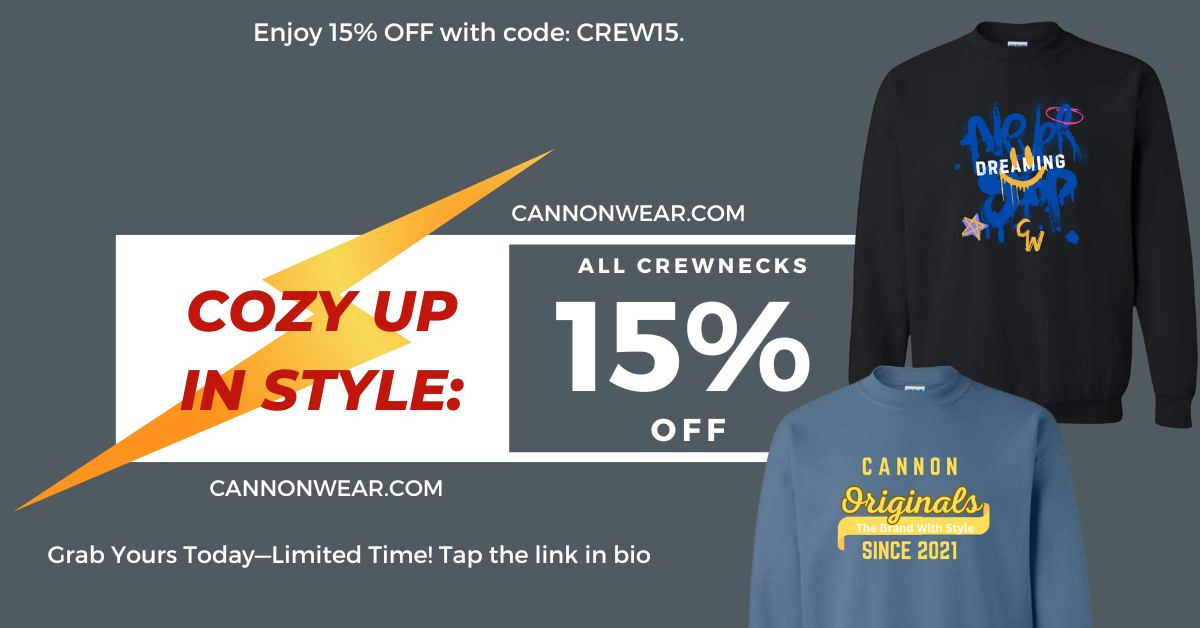 Enjoy 15% OFF with code: CREW15.
CANNONWEAR.COM
COZY UP
IN STYLE:
ALL CREWNECKS
15%
OFF
CANNONWEAR.COM
Grab Yours Today—Limited Time! Tap the link in bio
DREAMING
CW
CANNON
Originals
The Brand With Style
SINCE 2021